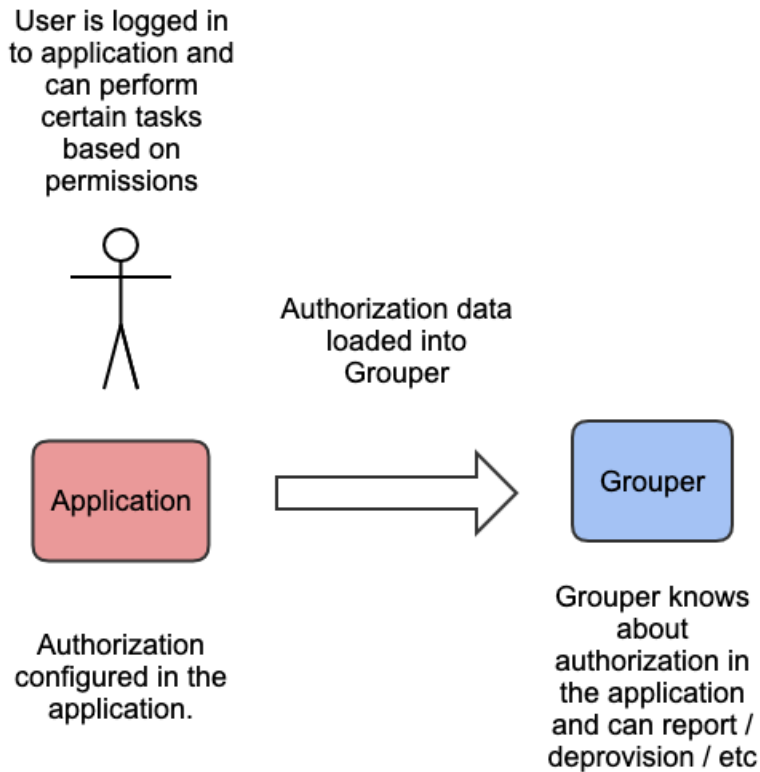 User is logged in
to application and
can perform
certain tasks
based on
permissions
Authorization data
loaded into
Grouper
Application
Grouper
Authorization
configured in the
application.
Grouper knows
about
authorization in
the application
and can report /
deprovision / etc